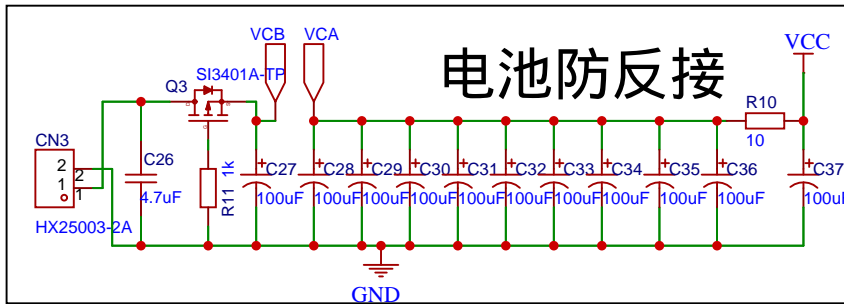 VCB VCA
电池防反接
VCC
Q3 SI3401A-TP
R10
10
CN3
2 2
1 1
HX25003-2A
C26
4.7uF
R11 1k
C27 C28 C29 C30 C31 C32 C33 C34 C35 C36 C37
100uF 100uF 100uF 100uF 100uF 100uF 100uF 100uF 100uF 100uF 100uF
GND